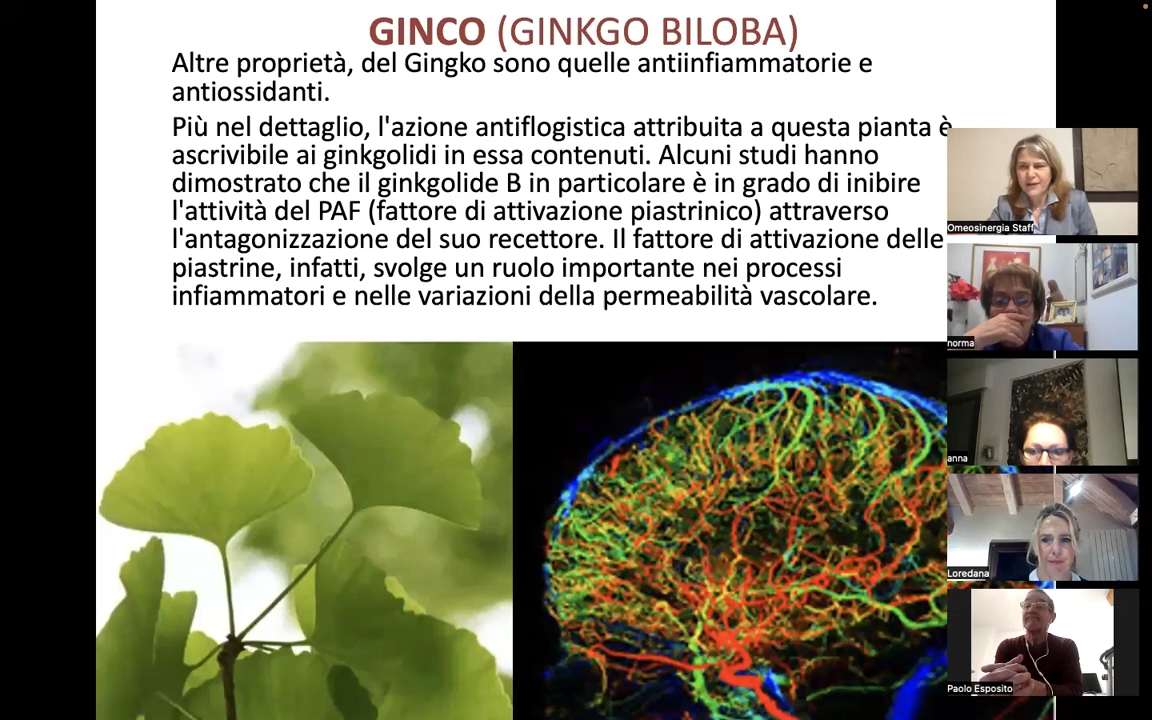 GINCO (GINKGO BILOBA)
Altre proprietà, del Gingko sono quelle antiinfiammatorie e
antiossidanti.
Più nel dettaglio, l'azione antiflogistica attribuita a questa pianta è
ascrivibile ai ginkgolidi in essa contenuti. Alcuni studi hanno
dimostrato che il ginkgolide B in particolare è in grado di inibire
l'attività del PAF (fattore di attivazione piastrinico) attraverso
l'antagonizzazione del suo recettore. Il fattore di attivazione delle
piastrine, infatti, svolge un ruolo importante nei processi
infiammatori e nelle variazioni della permeabilità vascolare.
Omeosinergia Staff
norma
anna
Loredana
Paolo Esposito